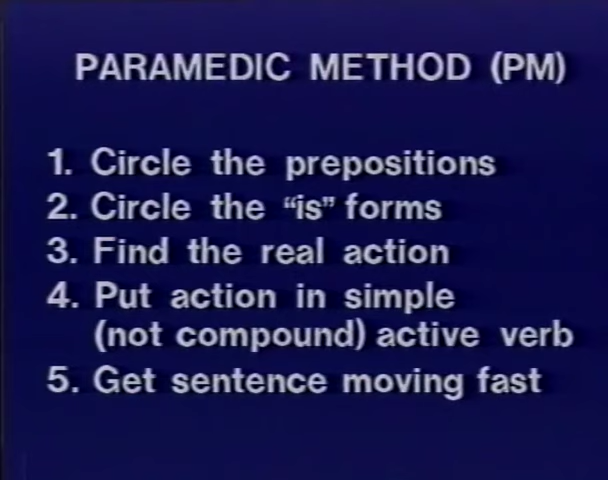 PARAMEDIC METHOD (PM)
1. Circle the prepositions
2. Circle the “is” forms
3. Find the real action
4. Put action in simple
(not compound) active verb
5. Get sentence moving fast